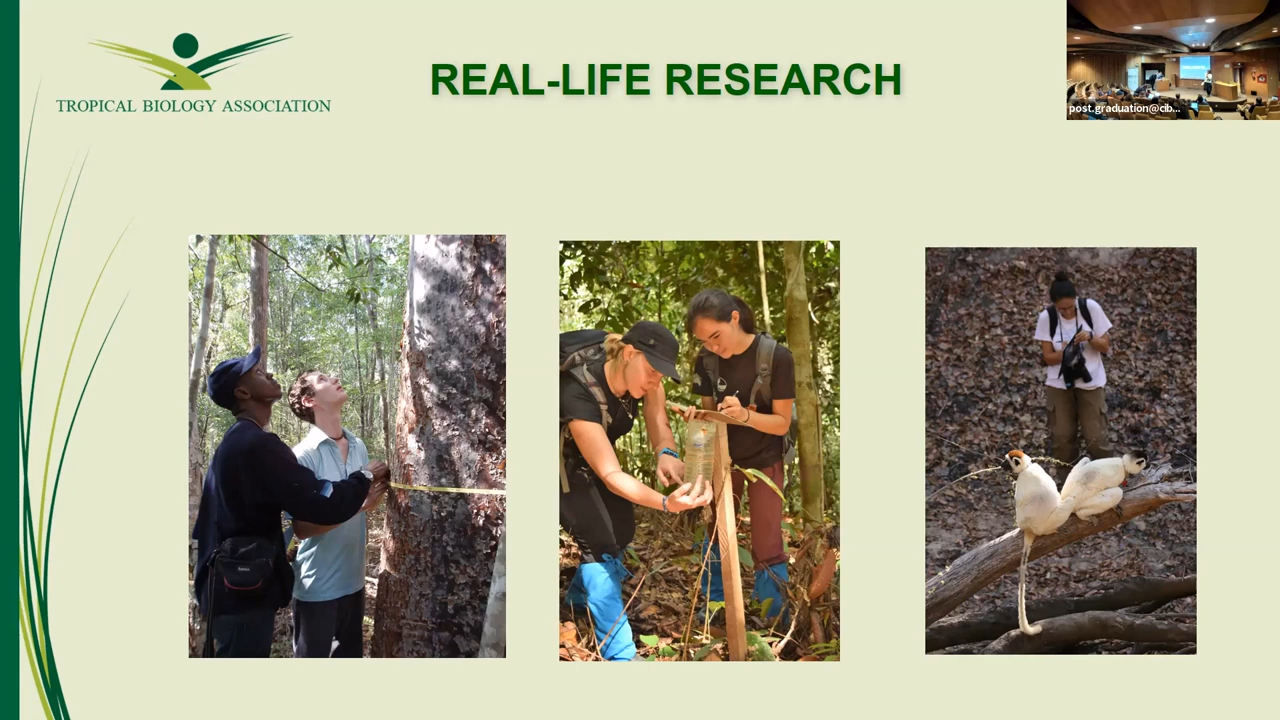 REAL-LIFE RESEARCH
TROPICAL BIOLOGY ASSOCIATION
post.graduation@cib...